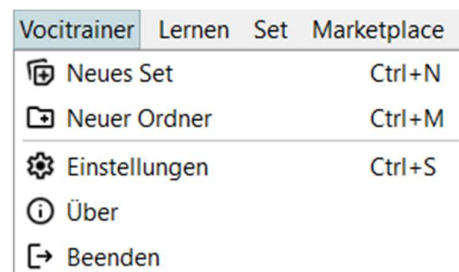 Vocitrainer Lernen Set Marketplace
Neues Set Ctrl+N
Neuer Ordner Ctrl+M
Einstellungen Ctrl+S
Über
Beenden